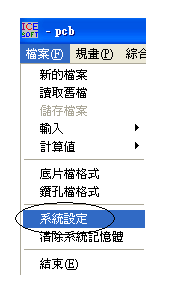 ICE
SOFT - pcb
檔案(F) 規畫(P) 綜合
新的檔案
讀取舊檔
儲存檔案
輸入
計算值
底片檔格式
鑽孔檔格式
系統設定
清除系統記憶體
結束(E)